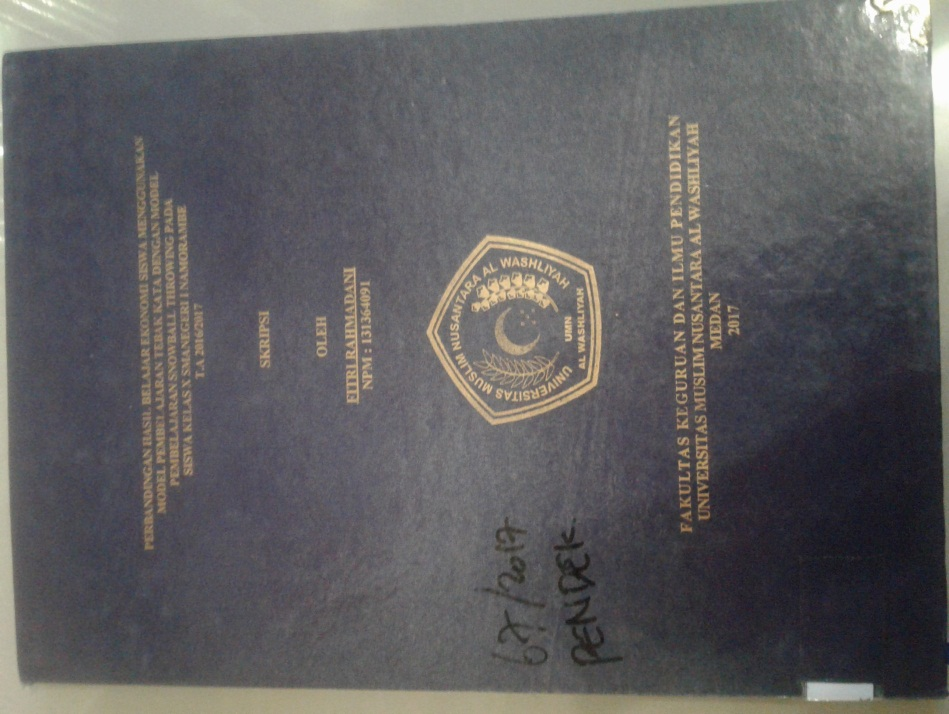 PERBANDINGAN HASIL BELAJAR EKONOMI SISWA MENGGUNAKAN
MODEL PEMBELAJARAN TEBAK KATA DENGAN MODEL
PEMBELAJARAN SNOWBALL THROWING PADA
SISWA KELAS X SMA NEGERI 1 NAMORAMBE
T.A 2016/2017
SKRIPSI
OLEH
FITRI RAHMADANI
NPM : 131364091
UNIVERSITAS MUSLIM NUSANTARA AL WASHLIYAH
UMN
AL WASHLIYAH
67/2017
PENDEK
FAKULTAS KEGURUAN DAN ILMU PENDIDIKAN
UNIVERSITAS MUSLIM NUSANTARA AL WASHLIYAH
MEDAN
2017